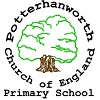 Potterhanworth
Church of England
Primary School